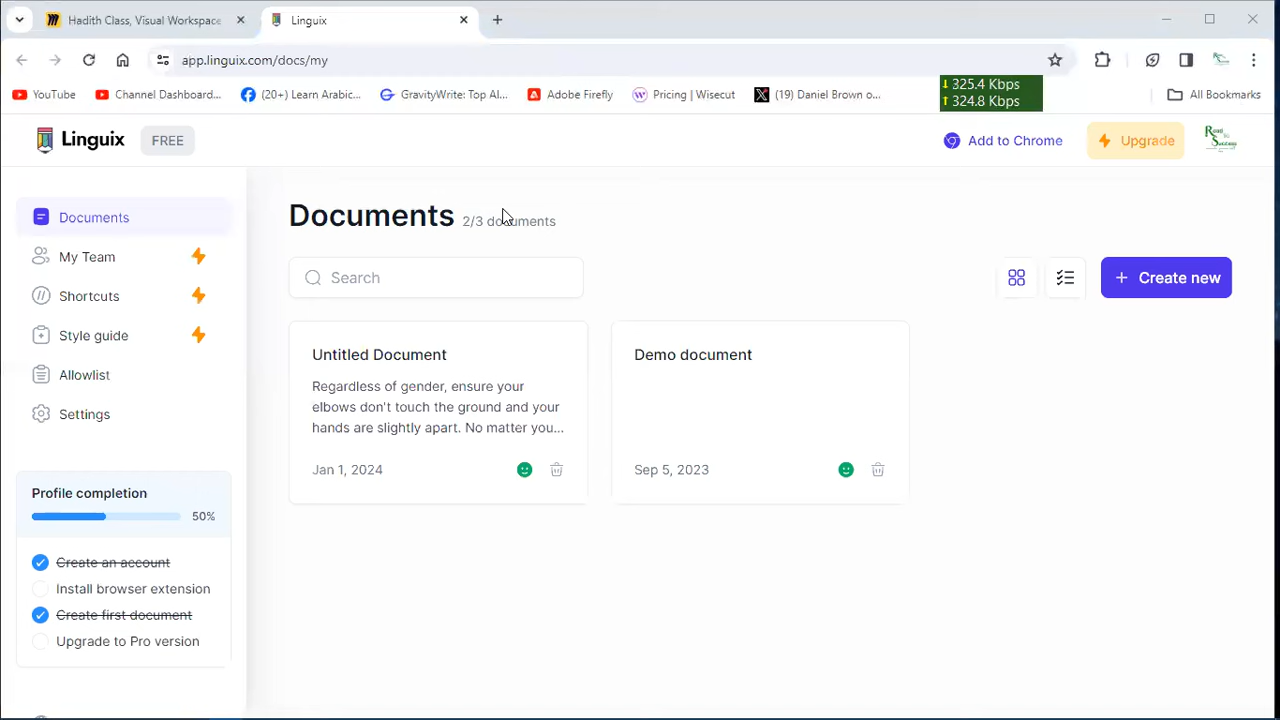 Hadith Class, Visual Workspace
Linguix
app.linguix.com/docs/my
YouTube
Channel Dashboard...
(20+) Learn Arabic...
GravityWrite: Top AI...
Adobe Firefly
Pricing | Wisecut
(19) Daniel Brown o...
325.4 Kbps
324.8 Kbps
All Bookmarks
Linguix
FREE
Add to Chrome
Upgrade
Documents
My Team
Shortcuts
Style guide
Allowlist
Settings
Profile completion
50%
Create an account
Install browser extension
Create first document
Upgrade to Pro version
Documents
2/3 documents
Search
Create new
Untitled Document
Regardless of gender, ensure your
elbows don't touch the ground and your
hands are slightly apart. No matter you...
Jan 1, 2024
Demo document
Sep 5, 2023